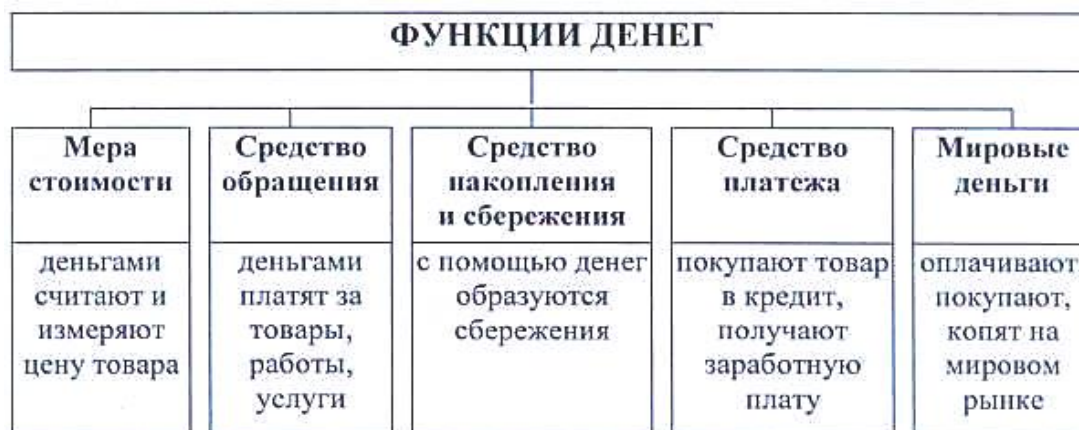 ФУНКЦИИ ДЕНЕГ
Мера
стоимости
деньгами
считают и
измеряют
цену товара
Средство
обращения
деньгами
платят за
товары,
работы,
услуги
Средство
накопления
и сбережения
с помощью денег
образуются
сбережения
Средство
платежа
покупают товар
в кредит,
получают
заработную
плату
Мировые
деньги
оплачивают
покупают,
копят на
мировом
рынке